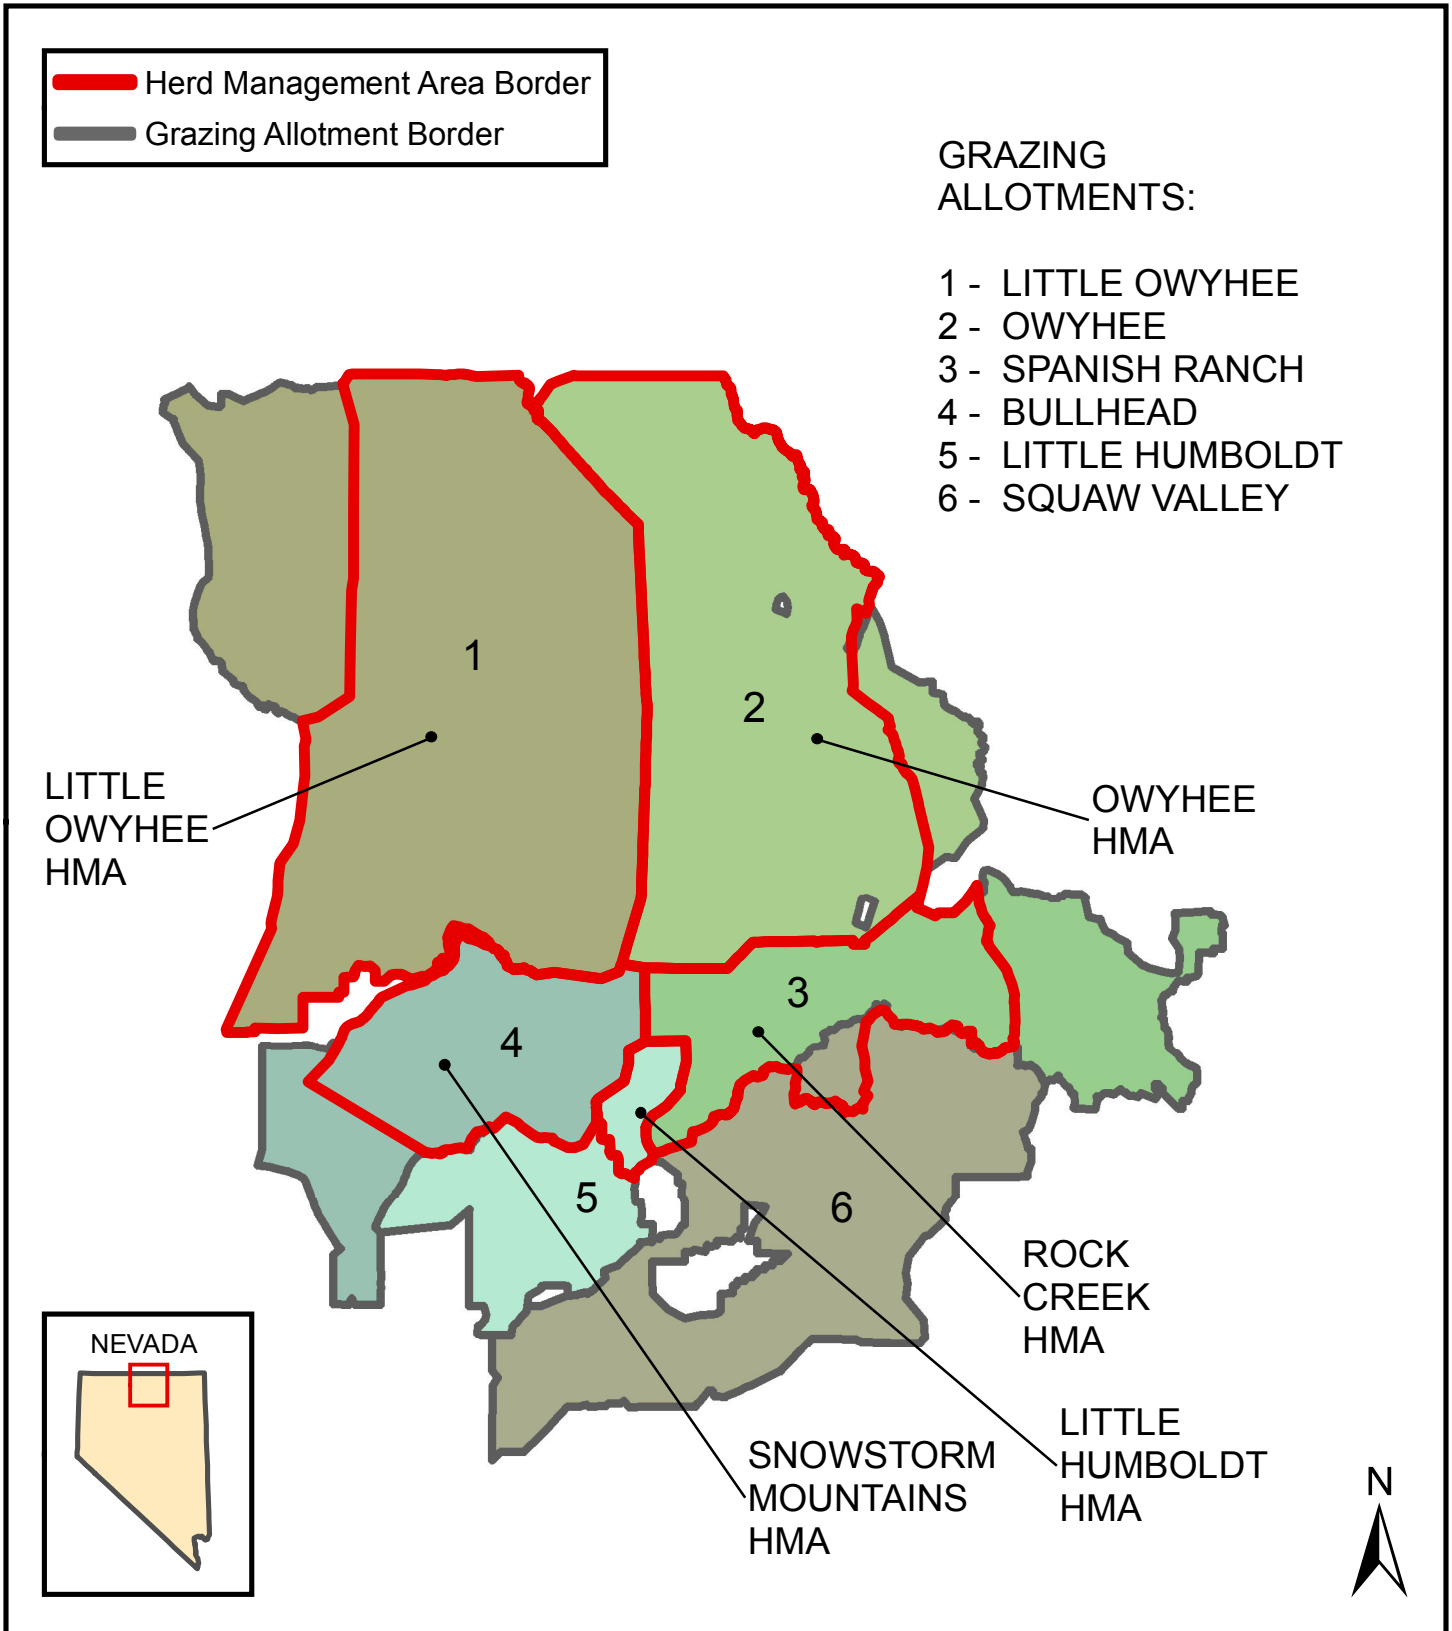 Herd Management Area Border
Grazing Allotment Border
GRAZING
ALLOTMENTS:
1 - LITTLE OWYHEE
2 - OWYHEE
3 - SPANISH RANCH
4 - BULLHEAD
5 - LITTLE HUMBOLDT
6 - SQUAW VALLEY
1
2
LITTLE
OWYHEE
HMA
OWYHEE
HMA
3
4
5
6
ROCK
CREEK
HMA
NEVADA
LITTLE
HUMBOLDT
HMA
SNOWSTORM
MOUNTAINS
HMA
N